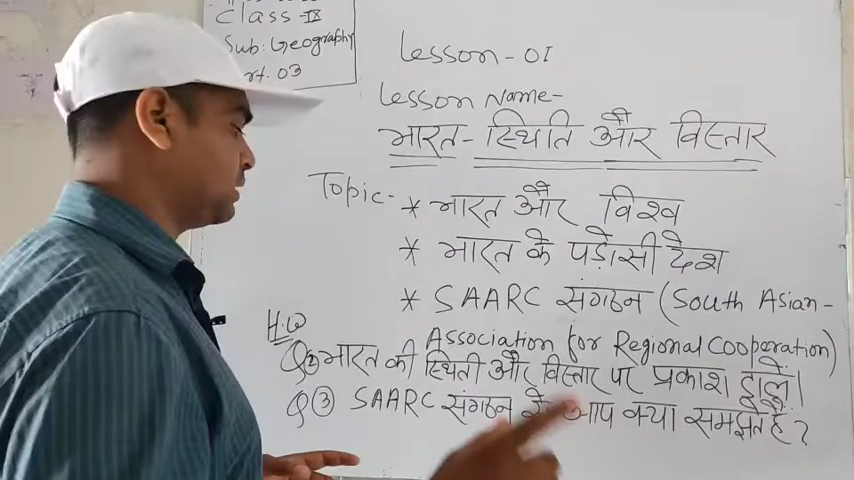 Class - IX
Sub: Geography
rt. 03
Lesson - 01
Lesson Name -
भारत - स्थिति और विस्तार
Topic - * भारत और विश्व
* भारत के पड़ोसी देश
* SAARC संगठन (South Asian -
Association for Regional Cooperation)
H.W
Q② भारत की स्थिती और विस्तार पर प्रकाश डालें।
Q③ SAARC संगठन से आप क्या समझते हैं?